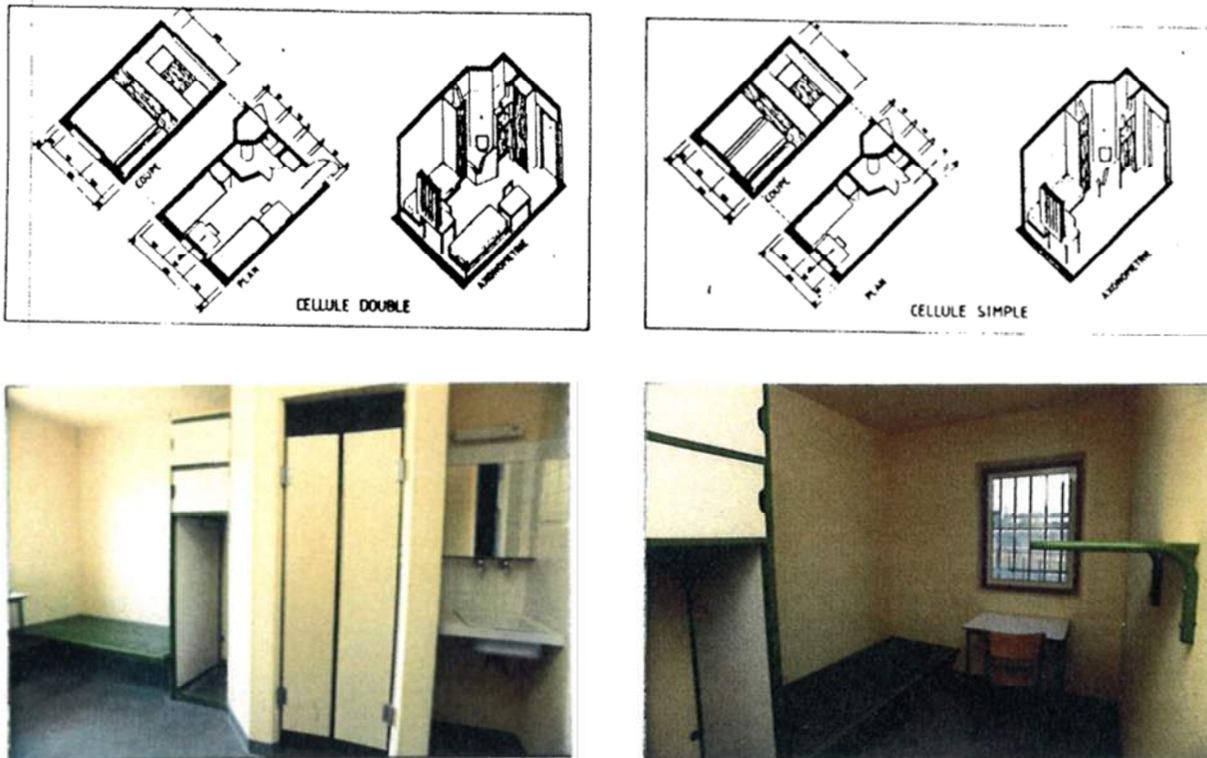 COUPE
PLAN
AXONOMETRIE
CELLULE DOUBLE
COUPE
PLAN
AXONOMETRIE
CELLULE SIMPLE